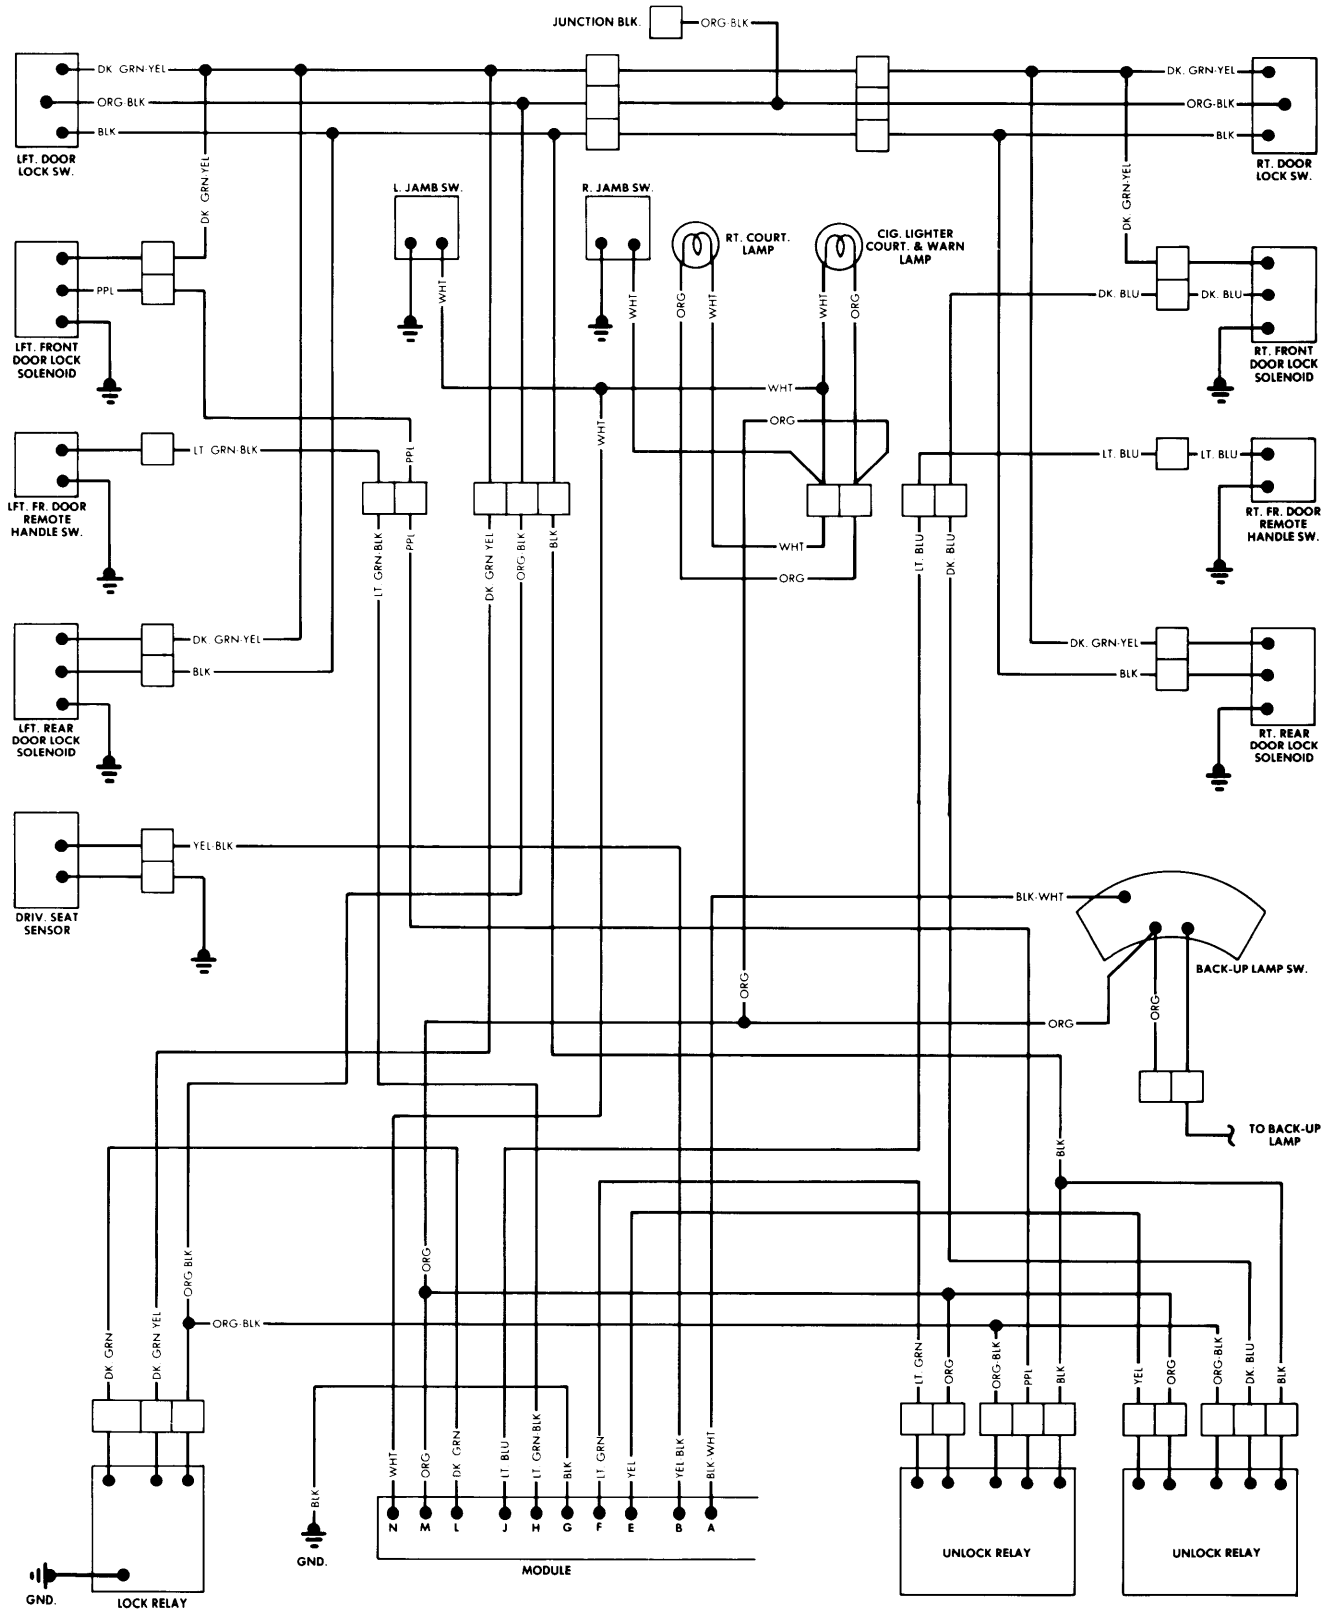 JUNCTION BLK.
ORG-BLK
DK GRN-YEL
DK. GRN-YEL
ORG-BLK
ORG-BLK
BLK
BLK
LFT. DOOR
LOCK SW.
RT. DOOR
LOCK SW.
DK GRN-YEL
DK. GRN-YEL
L. JAMB SW.
R. JAMB SW.
RT. COURT.
LAMP
CIG. LIGHTER
COURT. & WARN
LAMP
PPL
WHT
WHT
ORG
WHT
WHT
ORG
DK. BLU
DK. BLU
LFT. FRONT
DOOR LOCK
SOLENOID
RT. FRONT
DOOR LOCK
SOLENOID
WHT
ORG
WHT
PPL
LT GRN-BLK
LT. BLU
LT. BLU
LFT. FR. DOOR
REMOTE
HANDLE SW.
RT. FR. DOOR
REMOTE
HANDLE SW.
LT GRN-BLK
PPL
DK GRN YEL
ORG-BLK
BLK
WHT
ORG
LT. BLU
DK. BLU
DK GRN-YEL
BLK
DK. GRN-YEL
BLK
LFT. REAR
DOOR LOCK
SOLENOID
RT. REAR
DOOR LOCK
SOLENOID
YEL-BLK
DRIV. SEAT
SENSOR
BLK-WHT
BACK-UP LAMP SW.
ORG
ORG
ORG
TO BACK-UP
LAMP
BLK
ORG BLK
ORG
ORG-BLK
DK GRN
DK GRN YEL
LT GRN
ORG
ORG-BLK
PPL
BLK
YEL
ORG
ORG-BLK
DK. BLU
BLK
BLK
WHT
ORG
DK GRN
LT BLU
LT GRN-BLK
BLK
LT GRN
YEL
YEL-BLK
BLK-WHT
N M L J H G F E B A
GND.
MODULE
UNLOCK RELAY
UNLOCK RELAY
GND.
LOCK RELAY